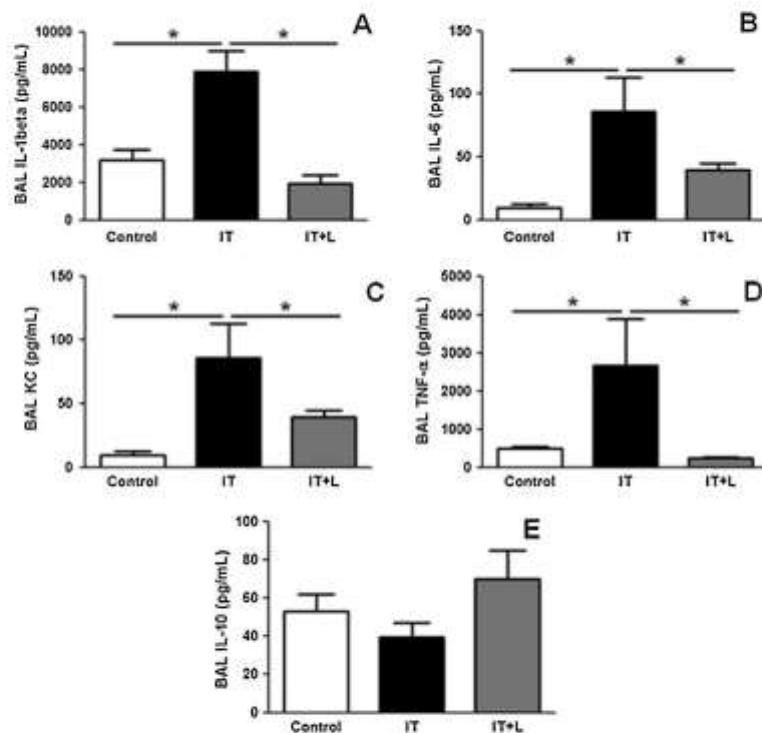 A
BAL IL-1beta (pg/mL)
10000
8000
6000
4000
2000
0
* *
Control IT IT+L
B
BAL IL-6 (pg/mL)
150
100
50
0
* *
Control IT IT+L
C
BAL KC (pg/mL)
150
100
50
0
* *
Control IT IT+L
D
BAL TNF-α (pg/mL)
5000
4000
3000
2000
1000
0
* *
Control IT IT+L
E
BAL IL-10 (pg/mL)
100
80
60
40
20
0
Control IT IT+L